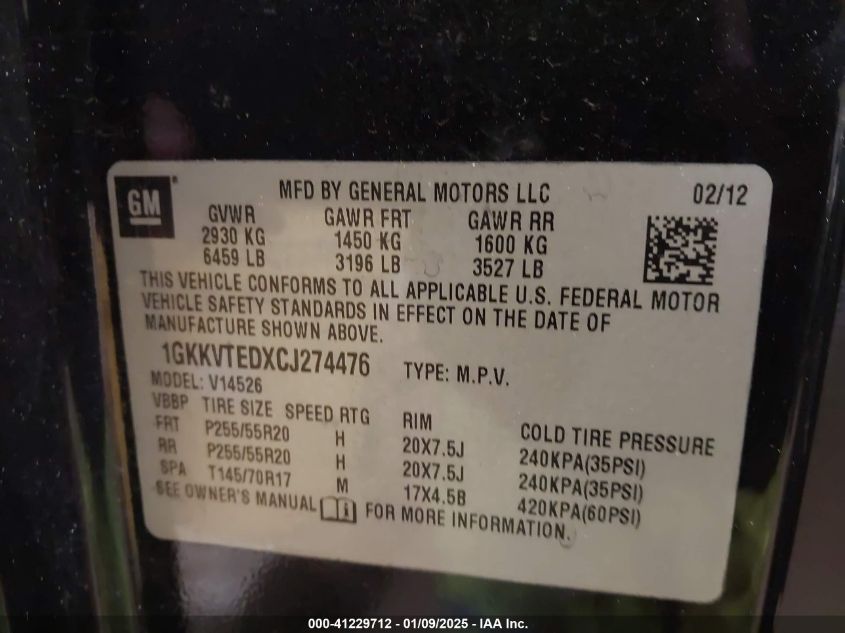 GM
MFD BY GENERAL MOTORS LLC 02/12
GVWR GAWR FRT GAWR RR
2930 KG 1450 KG 1600 KG
6459 LB 3196 LB 3527 LB
THIS VEHICLE CONFORMS TO ALL APPLICABLE U.S. FEDERAL MOTOR
VEHICLE SAFETY STANDARDS IN EFFECT ON THE DATE OF
MANUFACTURE SHOWN ABOVE.
1GKKVTEDXCJ274476 TYPE: M.P.V.
MODEL: V14526
VBBP TIRE SIZE SPEED RTG RIM COLD TIRE PRESSURE
FRT P255/55R20 H 20X7.5J 240KPA(35PSI)
RR P255/55R20 H 20X7.5J 240KPA(35PSI)
SPA T145/70R17 M 17X4.5B 420KPA(60PSI)
SEE OWNER'S MANUAL FOR MORE INFORMATION.
000-41229712 - 01/09/2025 - IAA Inc.